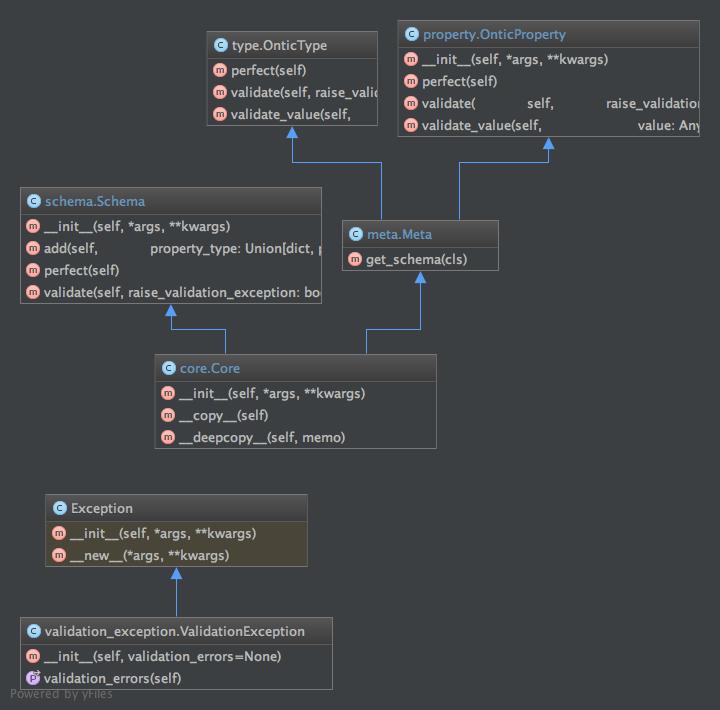 type.OnticType
perfect(self)
validate(self, raise_valid
validate_value(self,
property.OnticProperty
__init__(self, *args, **kwargs)
perfect(self)
validate( self, raise_validation
validate_value(self, value: Any
schema.Schema
__init__(self, *args, **kwargs)
add(self, property_type: Union[dict, p
perfect(self)
validate(self, raise_validation_exception: boo
meta.Meta
get_schema(cls)
core.Core
__init__(self, *args, **kwargs)
__copy__(self)
__deepcopy__(self, memo)
Exception
__init__(self, *args, **kwargs)
__new__(*args, **kwargs)
validation_exception.ValidationException
__init__(self, validation_errors=None)
validation_errors(self)
Powered by yFiles